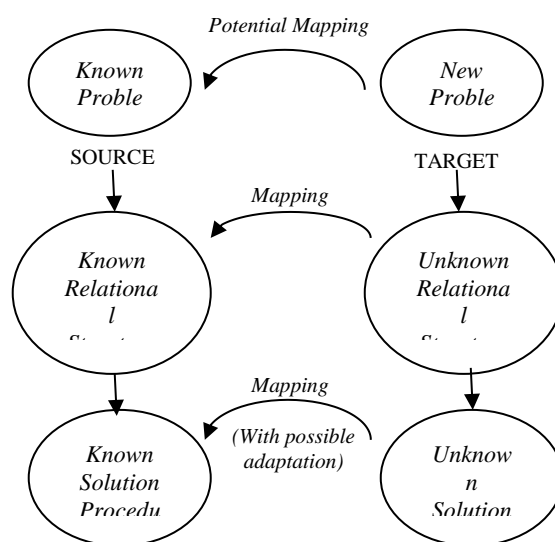 Potential Mapping
Known
Proble
New
Proble
SOURCE
TARGET
Mapping
Known
Relationa
l
Unknown
Relationa
l
Mapping
(With possible
adaptation)
Known
Solution
Procedu
Unknow
n
Solution